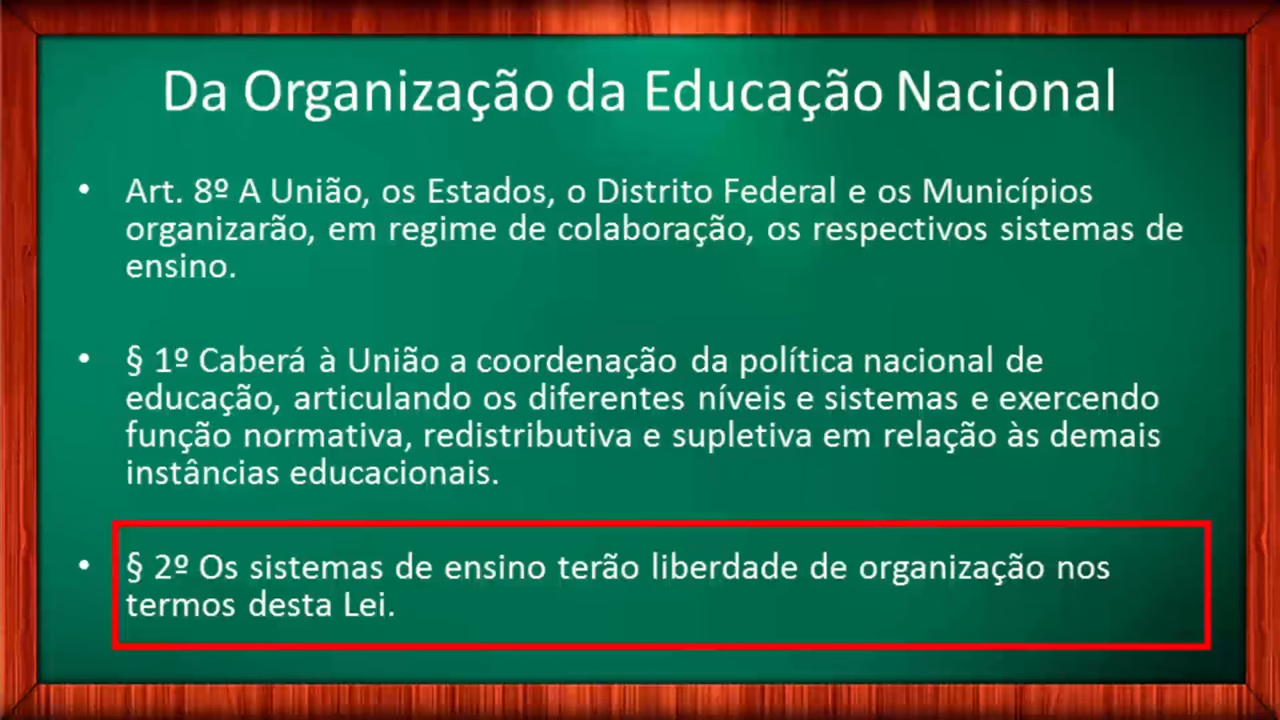 Da Organização da Educação Nacional
• Art. 8º A União, os Estados, o Distrito Federal e os Municípios
organizarão, em regime de colaboração, os respectivos sistemas de
ensino.
• § 1º Caberá à União a coordenação da política nacional de
educação, articulando os diferentes níveis e sistemas e exercendo
função normativa, redistributiva e supletiva em relação às demais
instâncias educacionais.
• § 2º Os sistemas de ensino terão liberdade de organização nos
termos desta Lei.